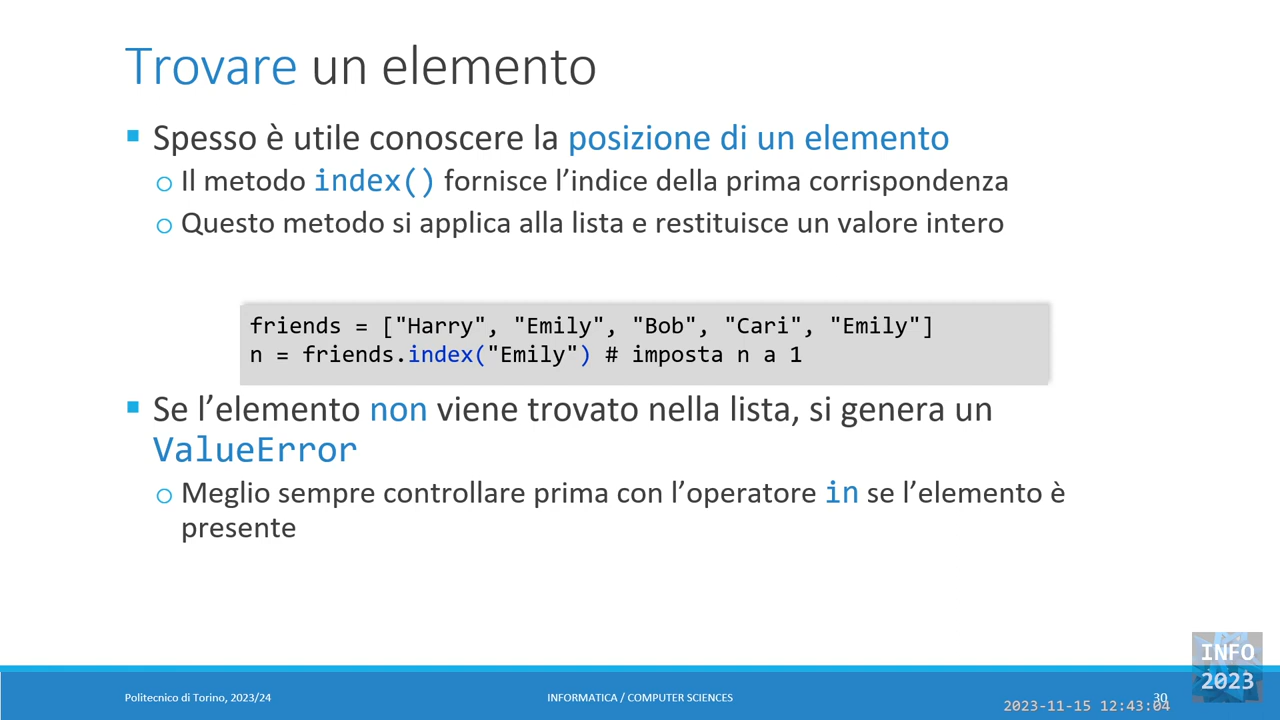 Trovare un elemento
▪ Spesso è utile conoscere la posizione di un elemento
o Il metodo index() fornisce l’indice della prima corrispondenza
o Questo metodo si applica alla lista e restituisce un valore intero
friends = ["Harry", "Emily", "Bob", "Cari", "Emily"]
n = friends.index("Emily") # imposta n a 1
▪ Se l’elemento non viene trovato nella lista, si genera un
ValueError
o Meglio sempre controllare prima con l’operatore in se l’elemento è
presente
Politecnico di Torino, 2023/24
INFORMATICA / COMPUTER SCIENCES
30
2023-11-15 12:43:04
INFO
2023